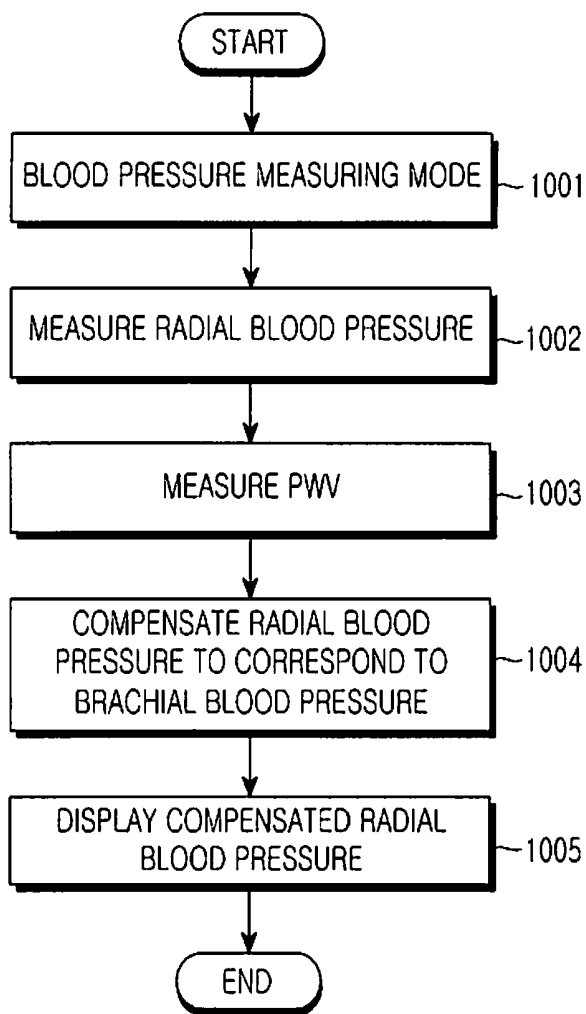 START
BLOOD PRESSURE MEASURING MODE
1001
MEASURE RADIAL BLOOD PRESSURE
1002
MEASURE PWV
1003
COMPENSATE RADIAL BLOOD
PRESSURE TO CORRESPOND TO
BRACHIAL BLOOD PRESSURE
1004
DISPLAY COMPENSATED RADIAL
BLOOD PRESSURE
1005
END